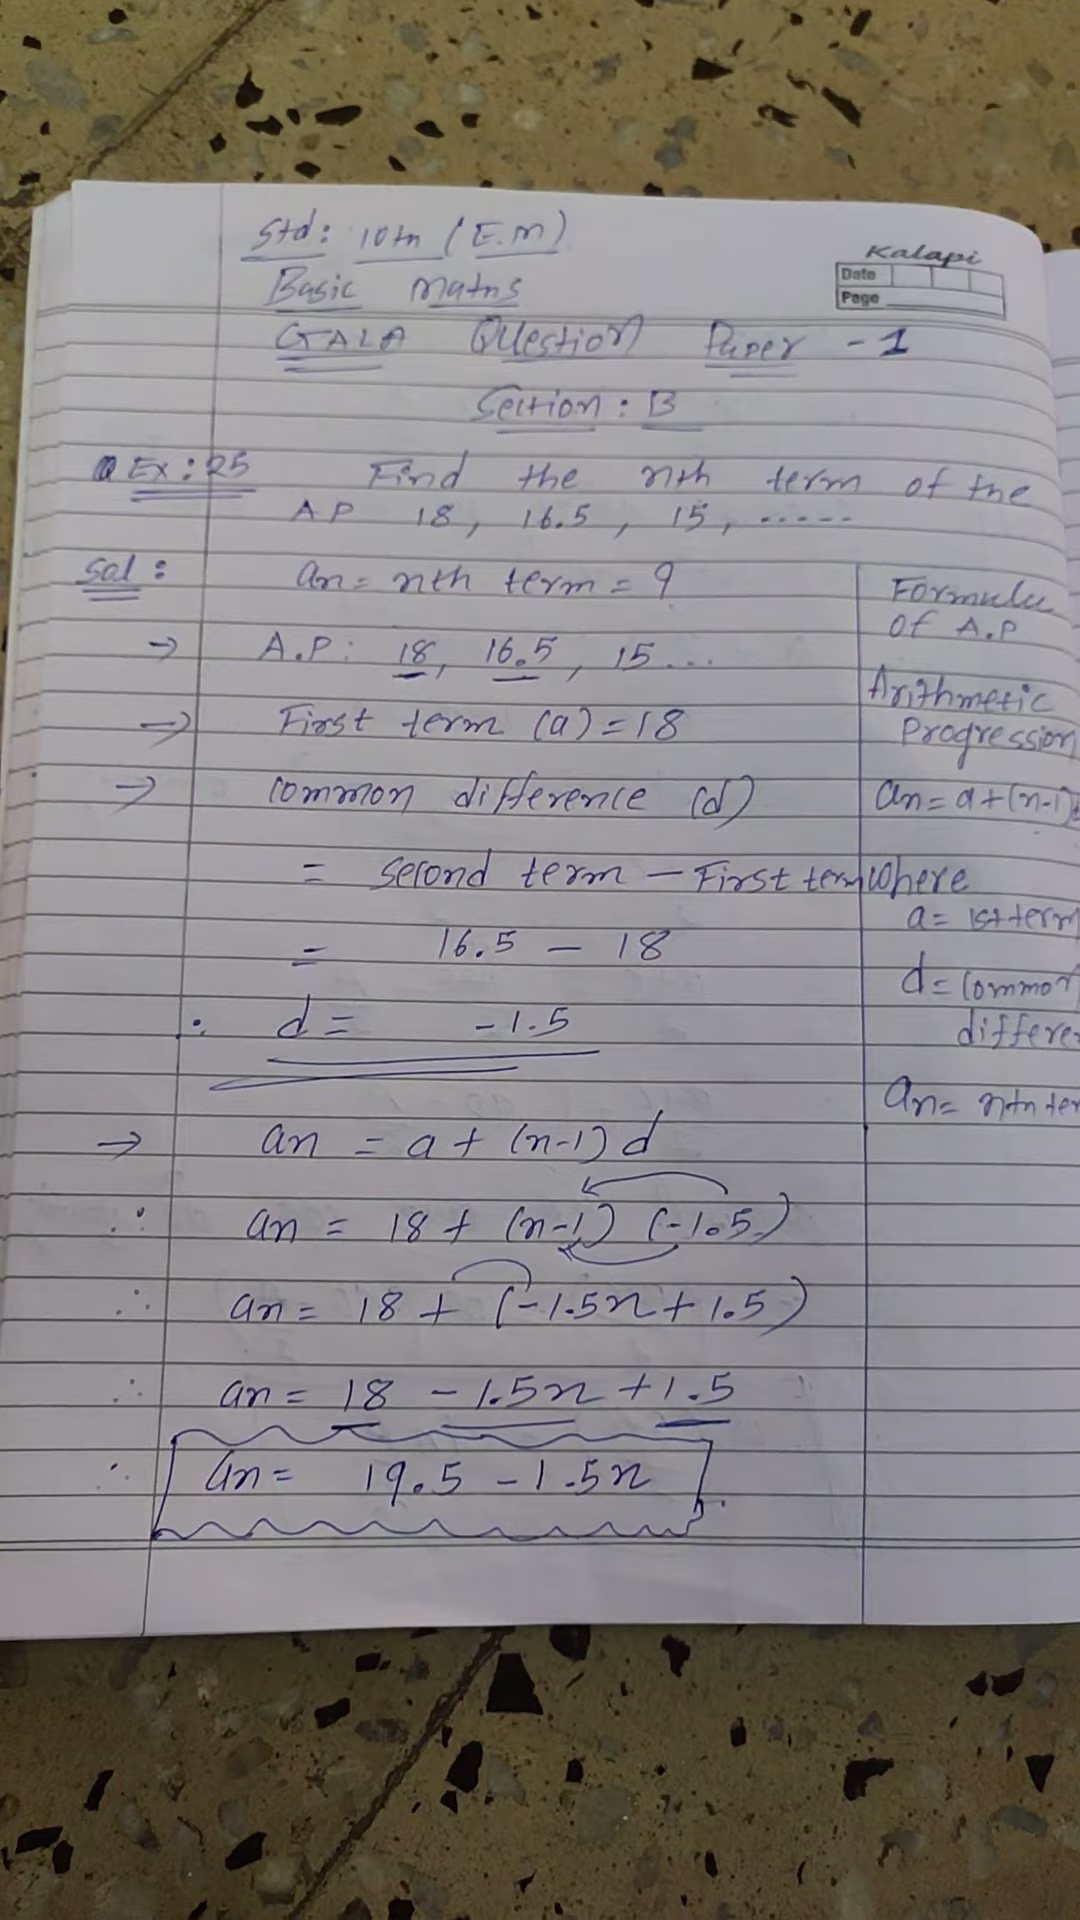 Std: 10th (E.M)
Kalapi
Date
Page
Basic Maths
GALA Question Paper - 1
Section: B
Ex: 25 Find the nth term of the
AP 18, 16.5, 15, .....
Sol: an = nth term = ?
→ A.P: 18, 16.5, 15...
→ First term (a) = 18
→ common difference (d)
= second term - First term
= 16.5 - 18
∴ d = -1.5
→ an = a + (n-1) d
∴ an = 18 + (n-1) (-1.5)
∴ an = 18 + (-1.5n + 1.5)
∴ an = 18 - 1.5n + 1.5
∴ an = 19.5 - 1.5n
Formula
of A.P
Arithmetic
Progression
an = a + (n-1)
where
a = 1st term
d = common
differe
an = nth ter